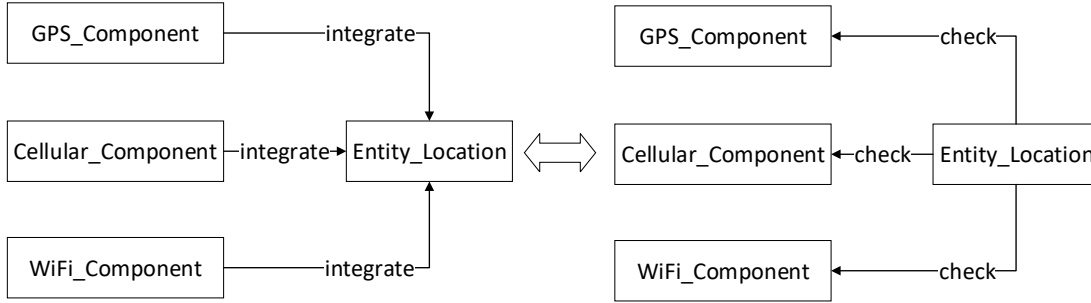 GPS_Component
integrate
GPS_Component
check
Cellular_Component
integrate
Entity_Location
Cellular_Component
check
Entity_Location
WiFi_Component
integrate
WiFi_Component
check